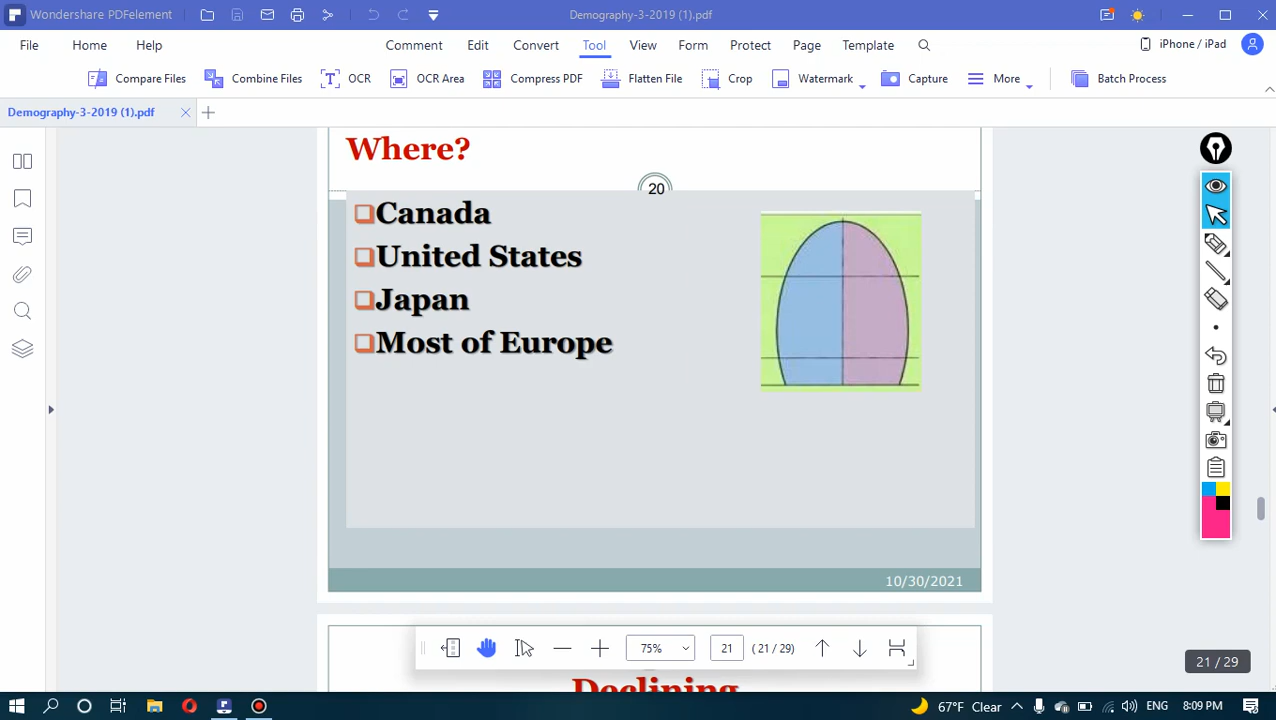 Wondershare PDFelement
Demography-3-2019 (1).pdf
File Home Help Comment Edit Convert Tool View Form Protect Page Template iPhone / iPad
Compare Files Combine Files OCR OCR Area Compress PDF Flatten File Crop Watermark Capture More Batch Process
Demography-3-2019 (1).pdf
Where?
20
Canada
United States
Japan
Most of Europe
10/30/2021
75% 21 (21 / 29)
21 / 29
Declining
67°F Clear ENG 8:09 PM